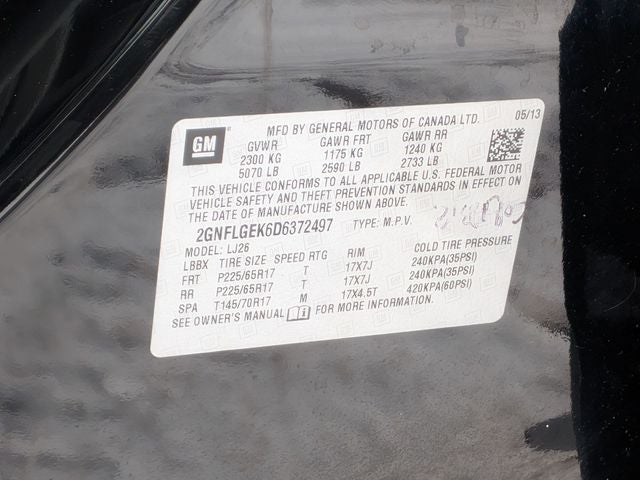 GM
MFD BY GENERAL MOTORS OF CANADA LTD. 05/13
GVWR GAWR FRT GAWR RR
2300 KG 1175 KG 1240 KG
5070 LB 2590 LB 2733 LB
THIS VEHICLE CONFORMS TO ALL APPLICABLE U.S. FEDERAL MOTOR
VEHICLE SAFETY AND THEFT PREVENTION STANDARDS IN EFFECT ON
THE DATE OF MANUFACTURE SHOWN ABOVE.
2GNFLGEK6D6372497 TYPE: M.P.V.
MODEL: LJ26
LBBX TIRE SIZE SPEED RTG RIM COLD TIRE PRESSURE
FRT P225/65R17 T 17X7J 240KPA(35PSI)
RR P225/65R17 T 17X7J 240KPA(35PSI)
SPA T145/70R17 M 17X4.5T 420KPA(60PSI)
SEE OWNER'S MANUAL FOR MORE INFORMATION.